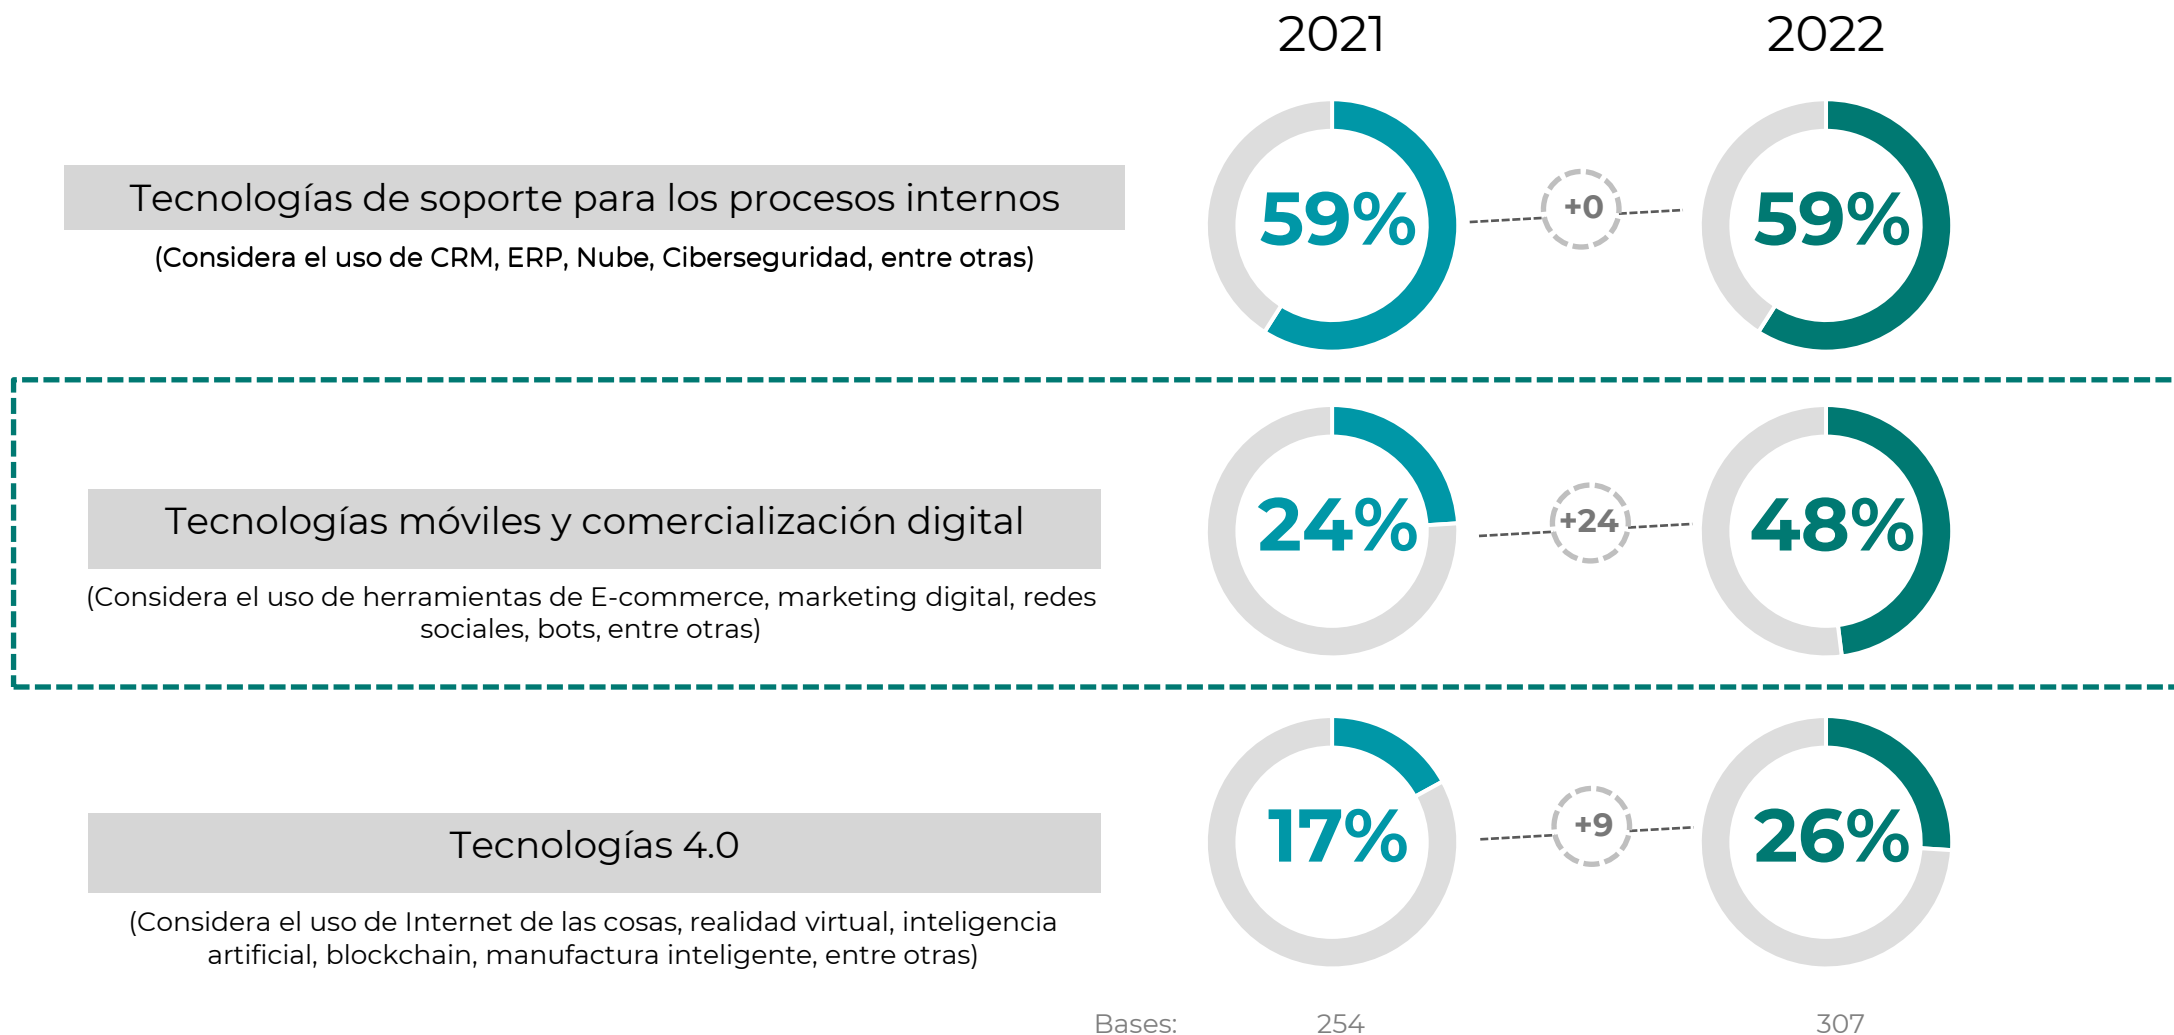 2021
2022
Tecnologías de soporte para los procesos internos
(Considera el uso de CRM, ERP, Nube, Ciberseguridad, entre otras)
59%
+0
59%
Tecnologías móviles y comercialización digital
(Considera el uso de herramientas de E-commerce, marketing digital, redes
sociales, bots, entre otras)
24%
+24
48%
Tecnologías 4.0
(Considera el uso de Internet de las cosas, realidad virtual, inteligencia
artificial, blockchain, manufactura inteligente, entre otras)
17%
+9
26%
Bases:
254
307